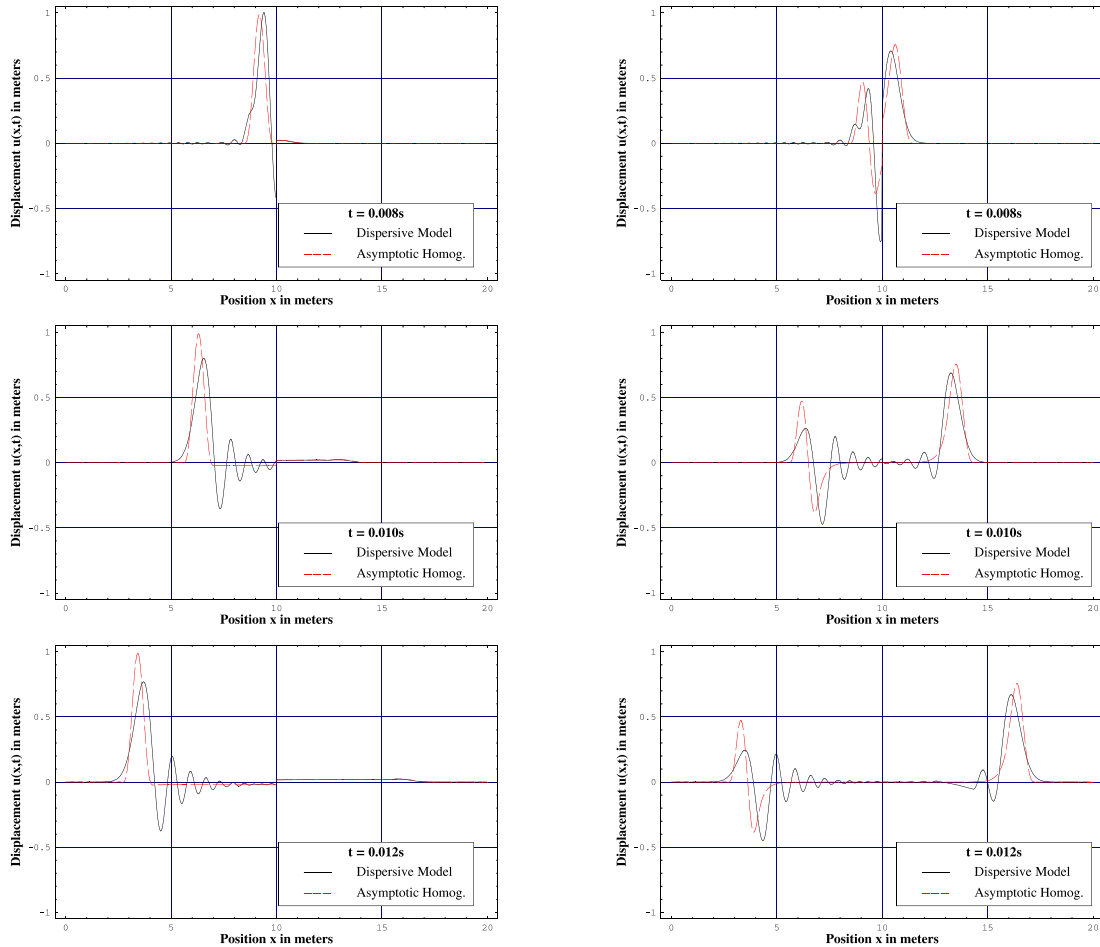 Displacement u(x,t) in meters
1
0.5
0
−0.5
−1
t = 0.008s
Dispersive Model
Asymptotic Homog.
0 5 10 15 20
Position x in meters
Displacement u(x,t) in meters
1
0.5
0
−0.5
−1
t = 0.008s
Dispersive Model
Asymptotic Homog.
0 5 10 15 20
Position x in meters
Displacement u(x,t) in meters
1
0.5
0
−0.5
−1
t = 0.010s
Dispersive Model
Asymptotic Homog.
0 5 10 15 20
Position x in meters
Displacement u(x,t) in meters
1
0.5
0
−0.5
−1
t = 0.010s
Dispersive Model
Asymptotic Homog.
0 5 10 15 20
Position x in meters
Displacement u(x,t) in meters
1
0.5
0
−0.5
−1
t = 0.012s
Dispersive Model
Asymptotic Homog.
0 5 10 15 20
Position x in meters
Displacement u(x,t) in meters
1
0.5
0
−0.5
−1
t = 0.012s
Dispersive Model
Asymptotic Homog.
0 5 10 15 20
Position x in meters